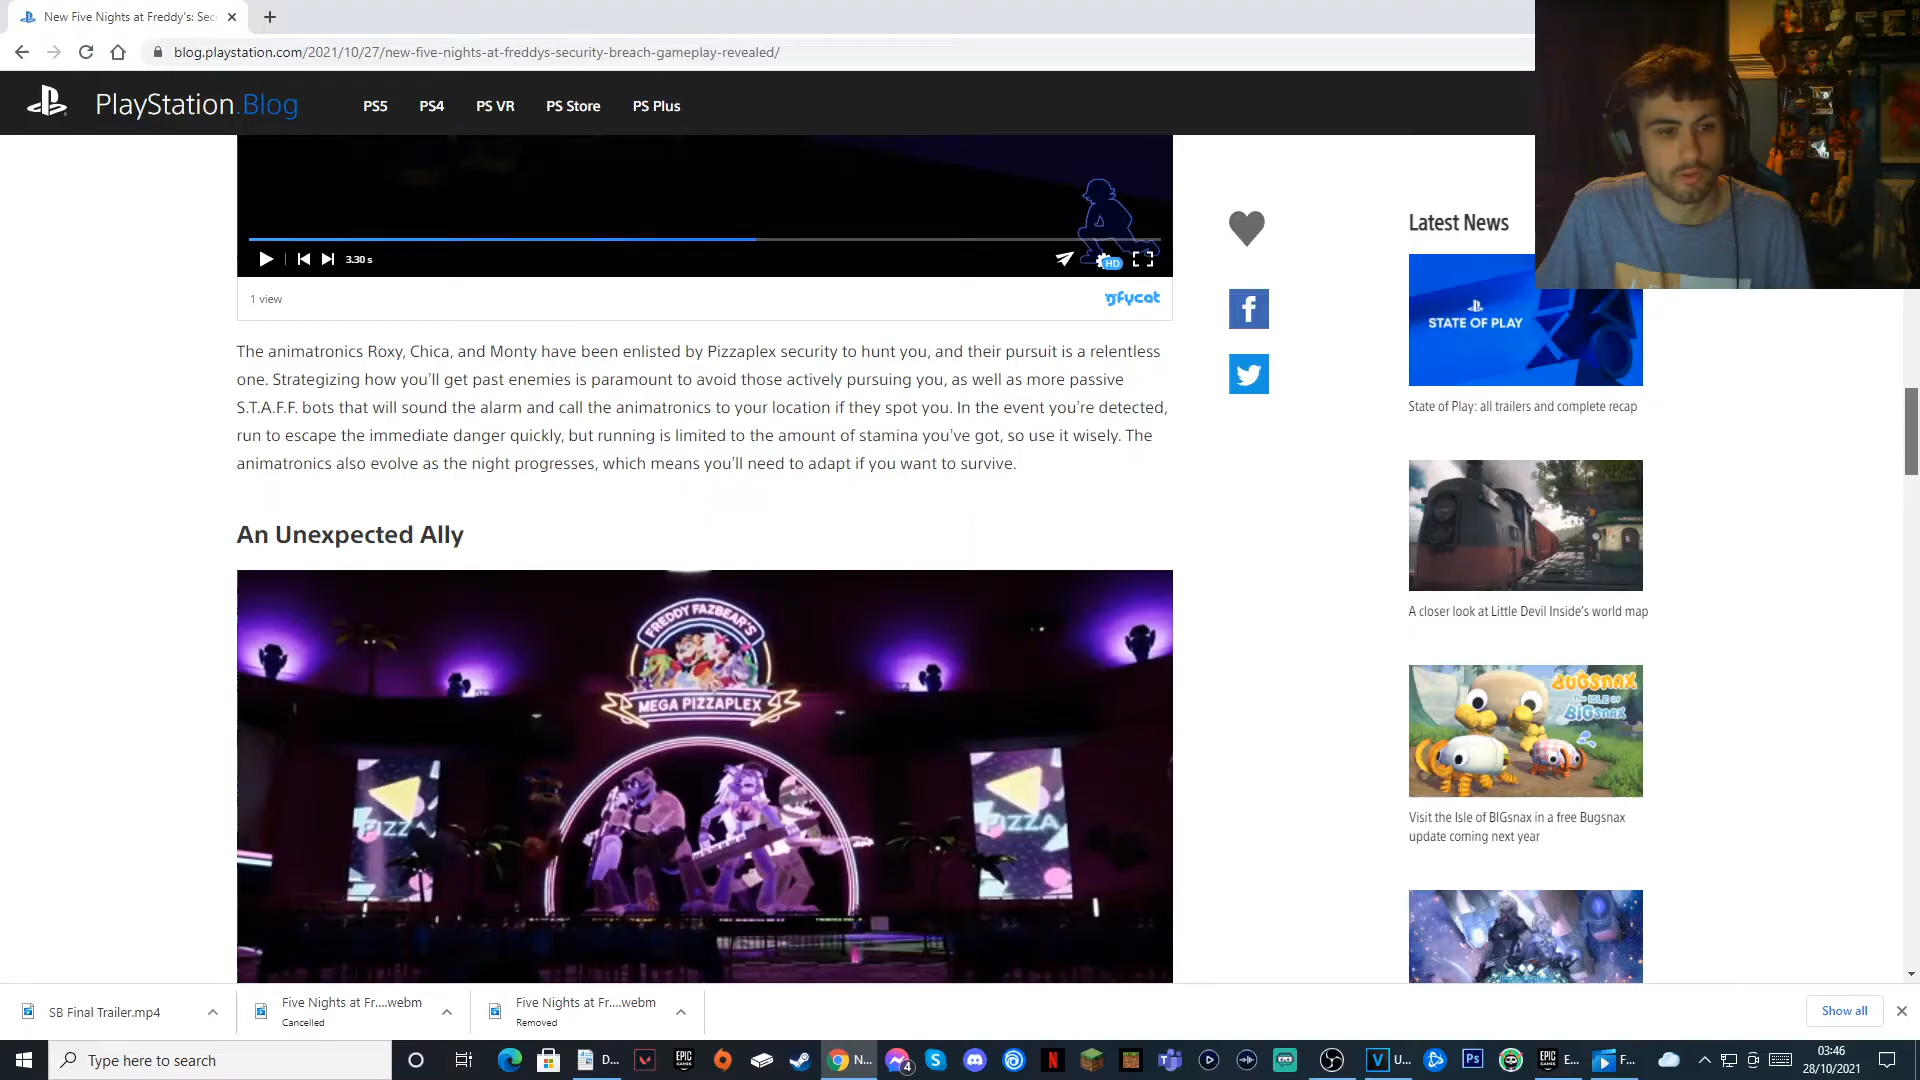 New Five Nights at Freddy's: Sec
blog.playstation.com/2021/10/27/new-five-nights-at-freddys-security-breach-gameplay-revealed/
PlayStation.Blog
PS5
PS4
PS VR
PS Store
PS Plus
3.30 s
HD
1 view
gfycat
The animatronics Roxy, Chica, and Monty have been enlisted by Pizzaplex security to hunt you, and their pursuit is a relentless
one. Strategizing how you'll get past enemies is paramount to avoid those actively pursuing you, as well as more passive
S.T.A.F.F. bots that will sound the alarm and call the animatronics to your location if they spot you. In the event you're detected,
run to escape the immediate danger quickly, but running is limited to the amount of stamina you've got, so use it wisely. The
animatronics also evolve as the night progresses, which means you'll need to adapt if you want to survive.
An Unexpected Ally
FREDDY FAZBEAR'S
MEGA PIZZAPLEX
PIZZA
PIZZA
Latest News
STATE OF PLAY
State of Play: all trailers and complete recap
A closer look at Little Devil Inside's world map
BUGSNAX
THE ISLE OF
BIGSNAX
Visit the Isle of BIGsnax in a free Bugsnax
update coming next year
SB Final Trailer.mp4
Five Nights at Fr....webm
Cancelled
Five Nights at Fr....webm
Removed
Show all
Type here to search
D...
EPIC
GAMES
N...
4
U...
Ps
E...
F...
03:46
28/10/2021